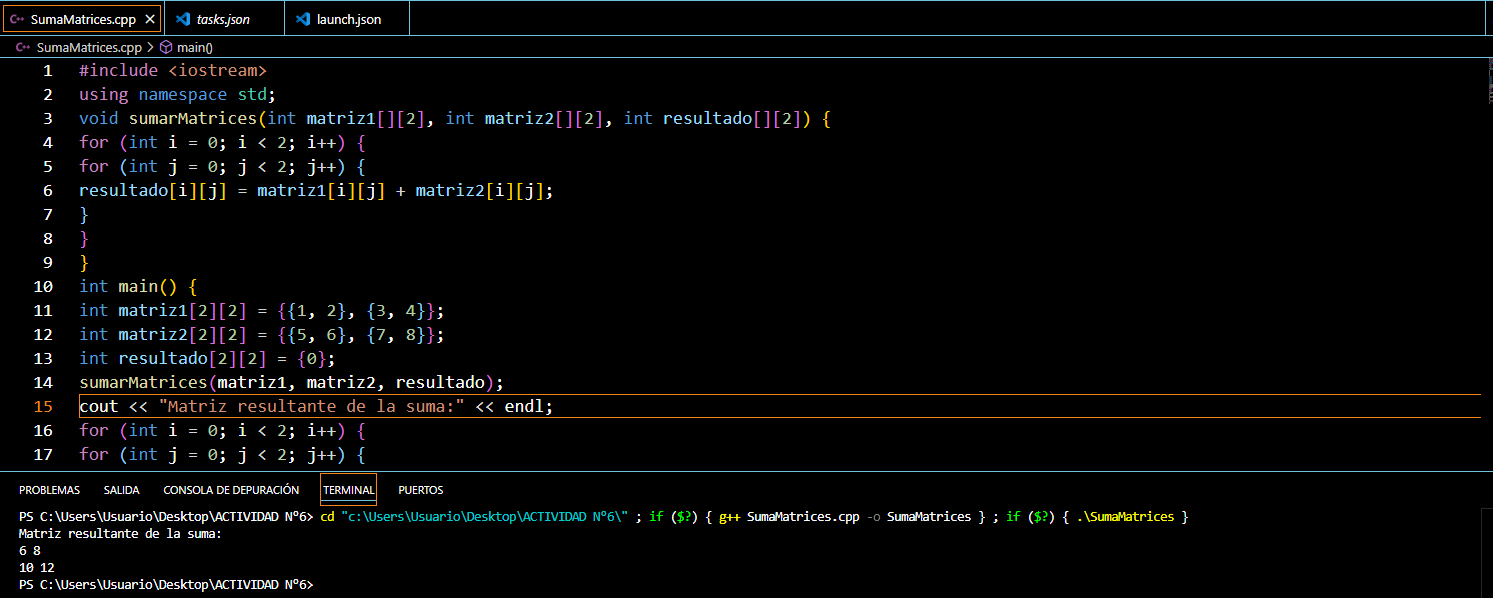 SumaMatrices.cpp tasks.json launch.json
SumaMatrices.cpp > main()
1 #include <iostream>
2 using namespace std;
3 void sumarMatrices(int matriz1[][2], int matriz2[][2], int resultado[][2]) {
4 for (int i = 0; i < 2; i++) {
5 for (int j = 0; j < 2; j++) {
6 resultado[i][j] = matriz1[i][j] + matriz2[i][j];
7 }
8 }
9 }
10 int main() {
11 int matriz1[2][2] = {{1, 2}, {3, 4}};
12 int matriz2[2][2] = {{5, 6}, {7, 8}};
13 int resultado[2][2] = {0};
14 sumarMatrices(matriz1, matriz2, resultado);
15 cout << "Matriz resultante de la suma:" << endl;
16 for (int i = 0; i < 2; i++) {
17 for (int j = 0; j < 2; j++) {
PROBLEMAS SALIDA CONSOLA DE DEPURACIÓN TERMINAL PUERTOS
PS C:\Users\Usuario\Desktop\ACTIVIDAD Nº6> cd "c:\Users\Usuario\Desktop\ACTIVIDAD Nº6\" ; if ($?) { g++ SumaMatrices.cpp -o SumaMatrices } ; if ($?) { .\SumaMatrices }
Matriz resultante de la suma:
6 8
10 12
PS C:\Users\Usuario\Desktop\ACTIVIDAD Nº6>